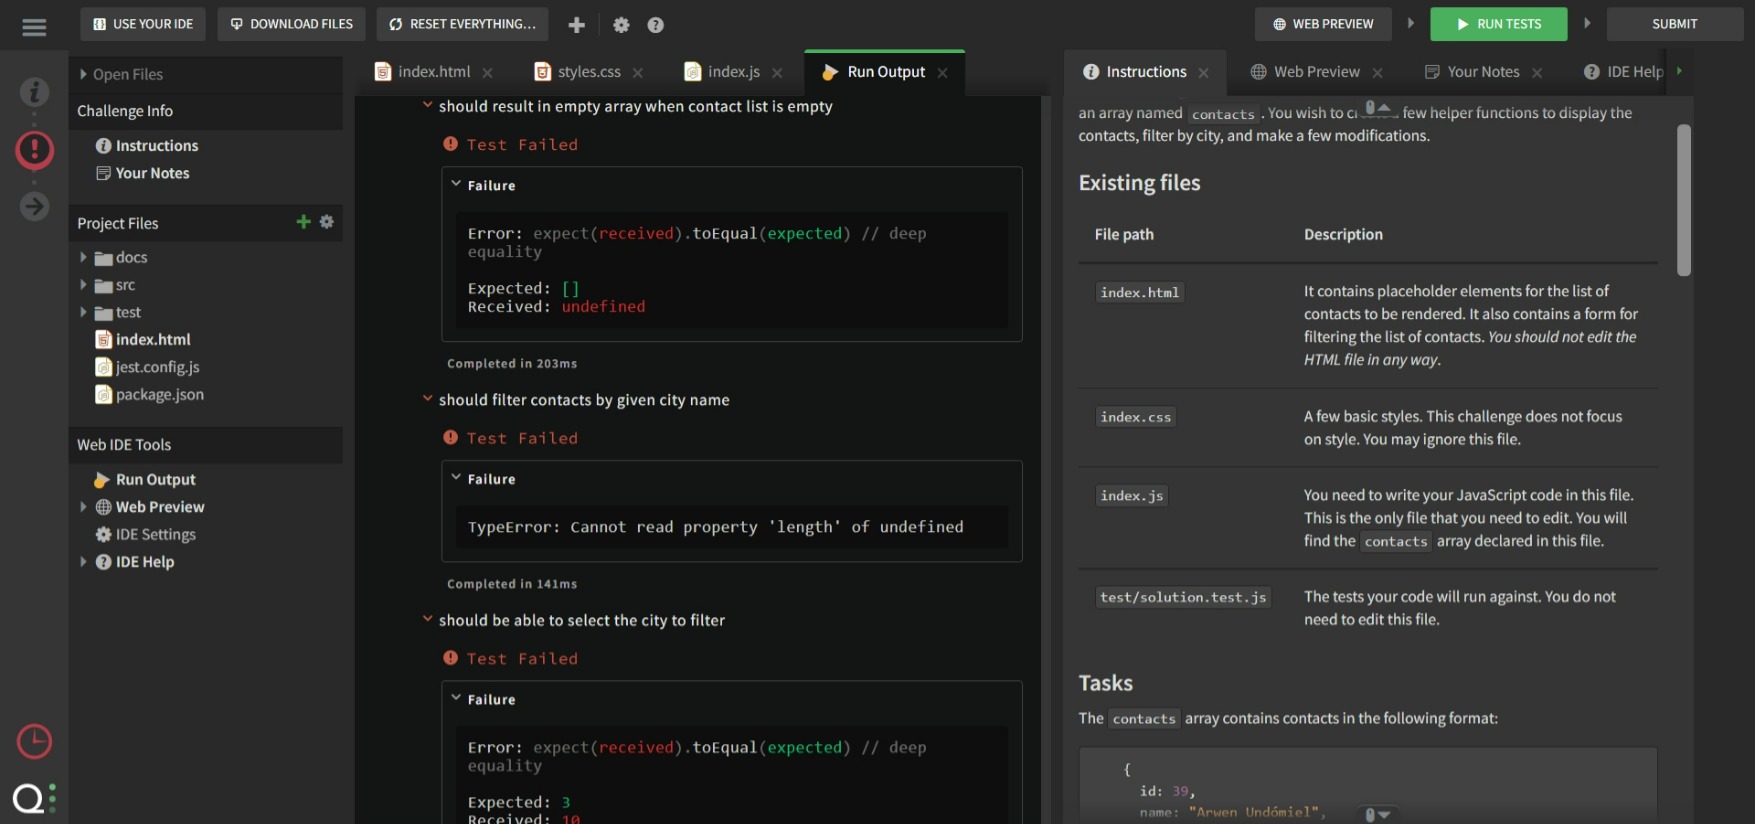 USE YOUR IDE
DOWNLOAD FILES
RESET EVERYTHING...
WEB PREVIEW
RUN TESTS
SUBMIT
Open Files
Challenge Info
Instructions
Your Notes
Project Files
docs
src
test
index.html
jest.config.js
package.json
Web IDE Tools
Run Output
Web Preview
IDE Settings
IDE Help
index.html
styles.css
index.js
Run Output
should result in empty array when contact list is empty
Test Failed
Failure
Error: expect(received).toEqual(expected) // deep
equality
Expected: []
Received: undefined
Completed in 203ms
should filter contacts by given city name
Test Failed
Failure
TypeError: Cannot read property 'length' of undefined
Completed in 141ms
should be able to select the city to filter
Test Failed
Failure
Error: expect(received).toEqual(expected) // deep
equality
Expected: 3
Received: 10
Instructions
Web Preview
Your Notes
IDE Help
an array named contacts . You wish to few helper functions to display the
contacts, filter by city, and make a few modifications.
Existing files
File path Description
index.html
It contains placeholder elements for the list of
contacts to be rendered. It also contains a form for
filtering the list of contacts. You should not edit the
HTML file in any way.
index.css
A few basic styles. This challenge does not focus
on style. You may ignore this file.
index.js
You need to write your JavaScript code in this file.
This is the only file that you need to edit. You will
find the contacts array declared in this file.
test/solution.test.js
The tests your code will run against. You do not
need to edit this file.
Tasks
The contacts array contains contacts in the following format:
{
id: 39,
name: "Arwen Undómiel",